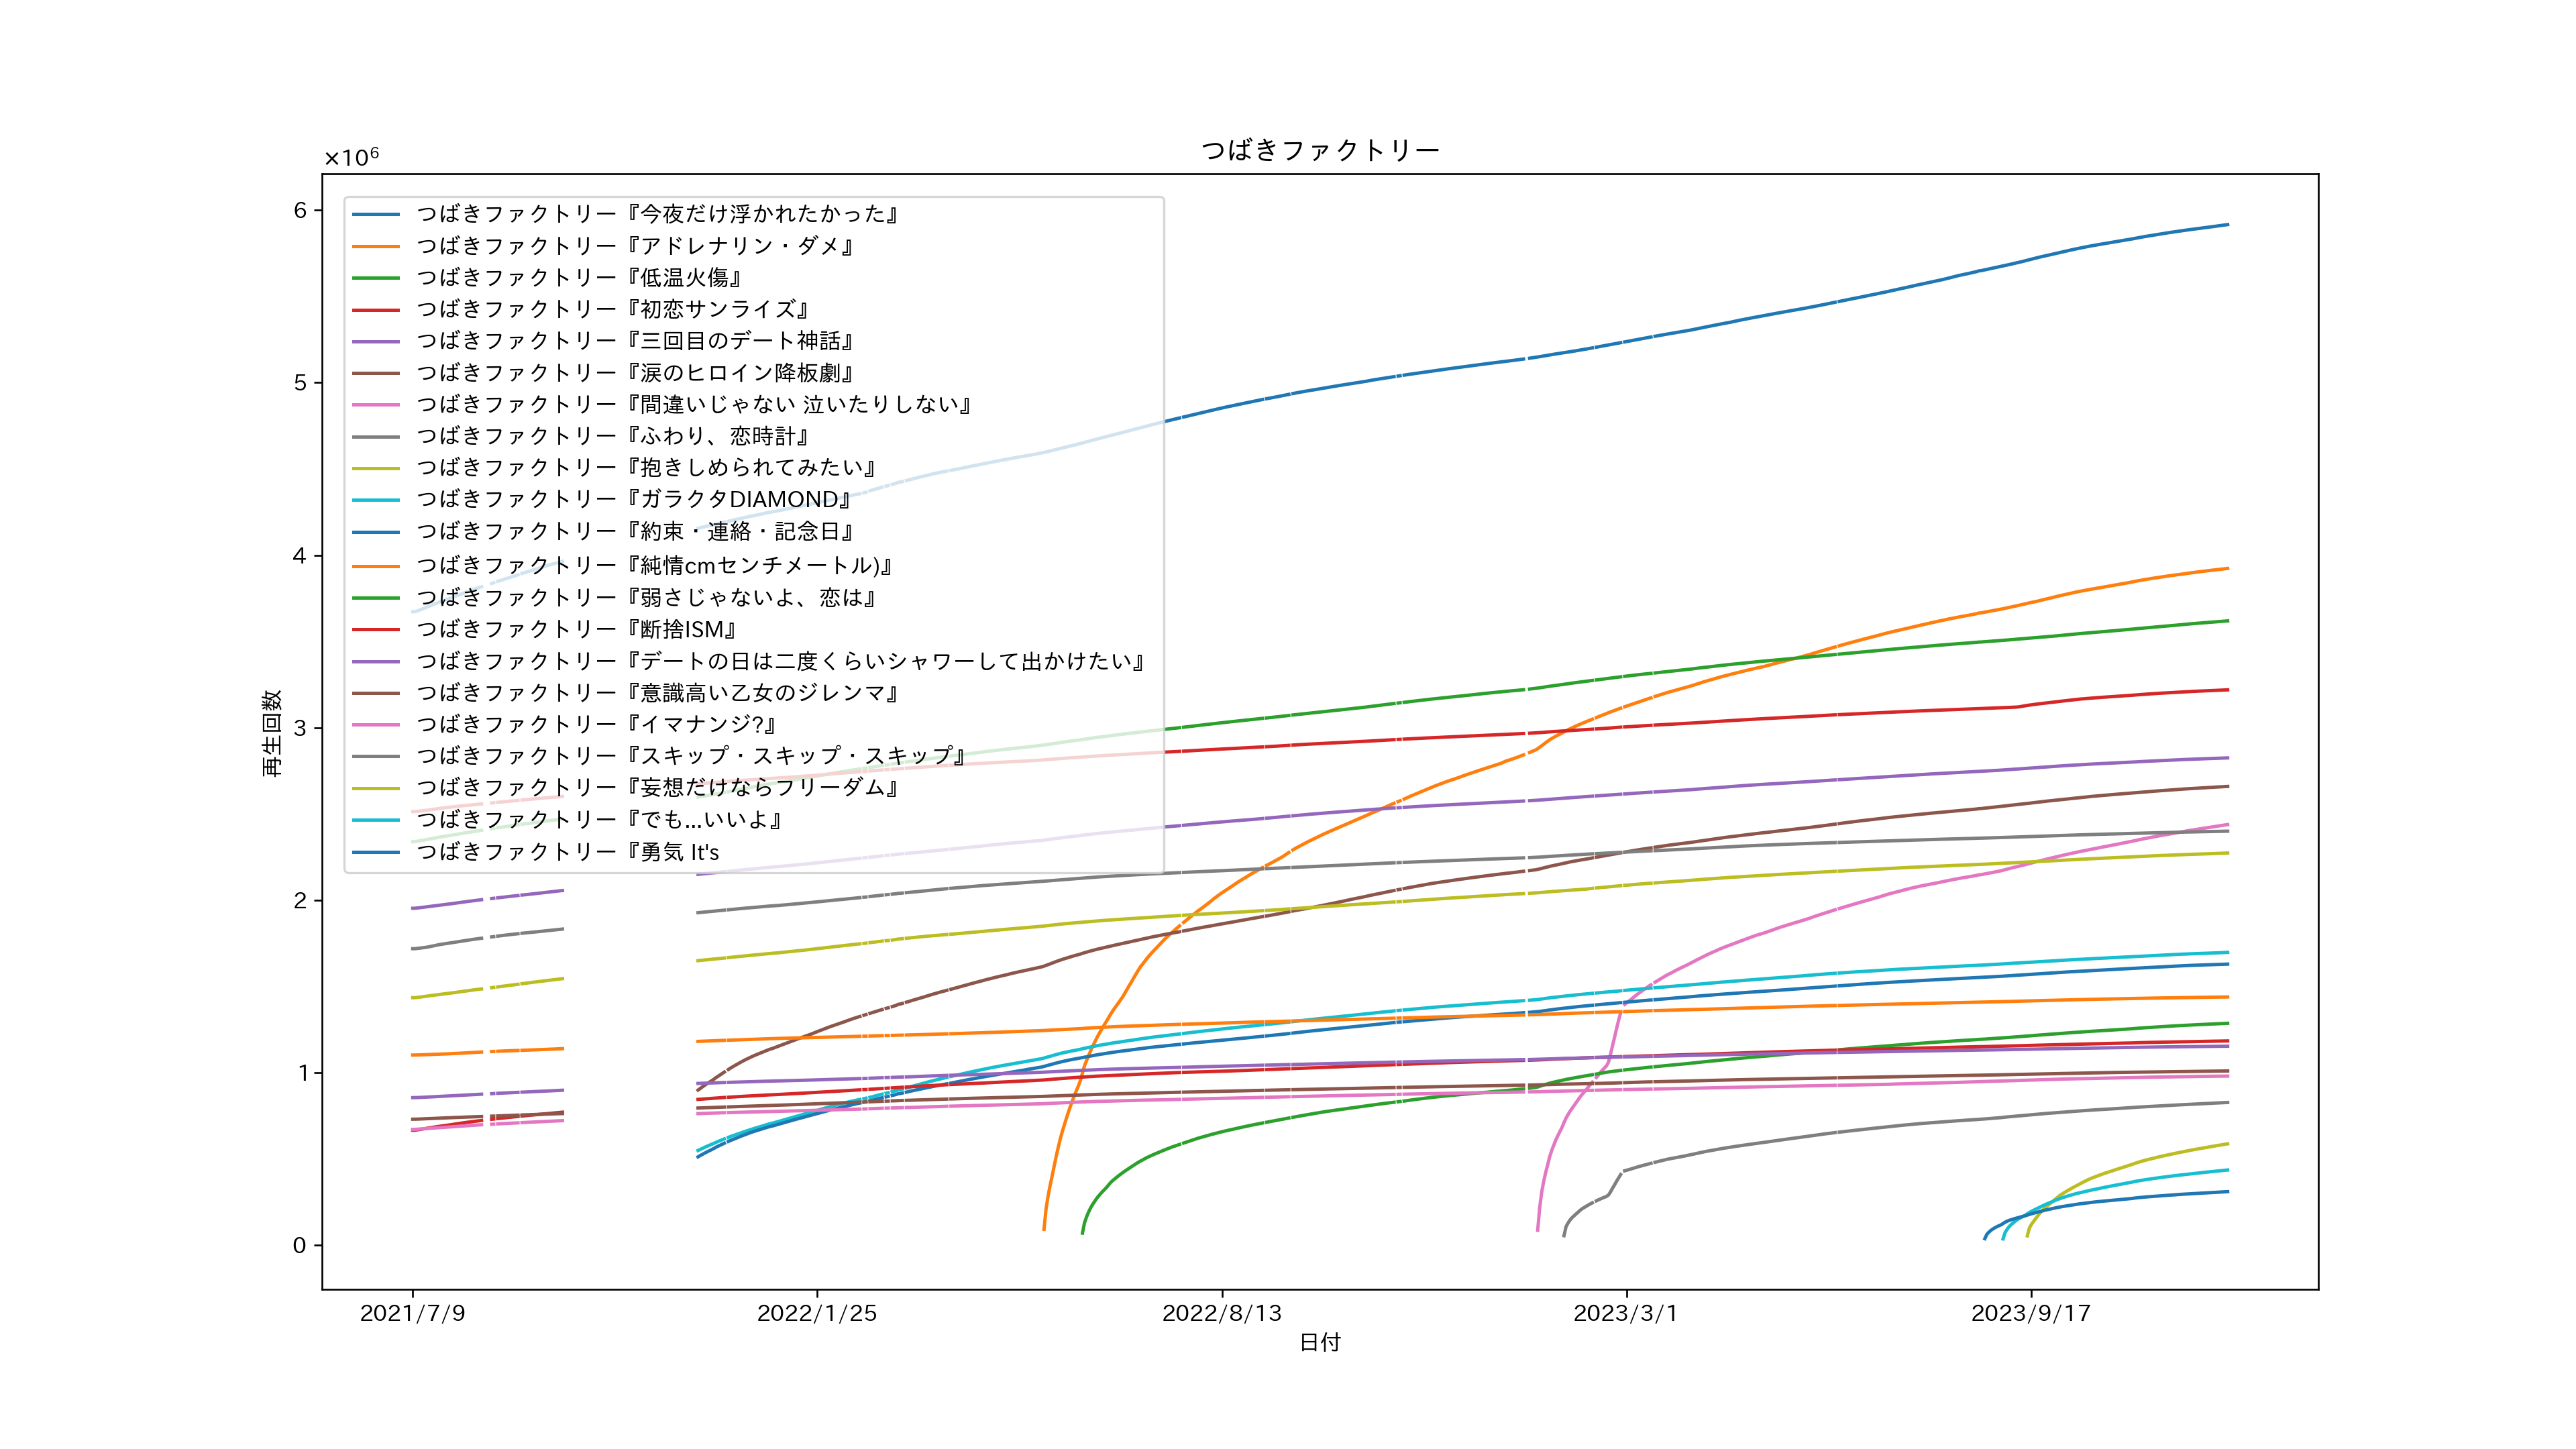 つばきファクトリー
×10⁶
6
5
4
3
2
1
0
再生回数
つばきファクトリー『今夜だけ浮かれたかった』
つばきファクトリー『アドレナリン・ダメ』
つばきファクトリー『低温火傷』
つばきファクトリー『初恋サンライズ』
つばきファクトリー『三回目のデート神話』
つばきファクトリー『涙のヒロイン降板劇』
つばきファクトリー『間違いじゃない 泣いたりしない』
つばきファクトリー『ふわり、恋時計』
つばきファクトリー『抱きしめられてみたい』
つばきファクトリー『ガラクタDIAMOND』
つばきファクトリー『約束・連絡・記念日』
つばきファクトリー『純情cmセンチメートル)』
つばきファクトリー『弱さじゃないよ、恋は』
つばきファクトリー『断捨ISM』
つばきファクトリー『デートの日は二度くらいシャワーして出かけたい』
つばきファクトリー『意識高い乙女のジレンマ』
つばきファクトリー『イマナンジ?』
つばきファクトリー『スキップ・スキップ・スキップ』
つばきファクトリー『妄想だけならフリーダム』
つばきファクトリー『でも...いいよ』
つばきファクトリー『勇気 It's
2021/7/9
2022/1/25
2022/8/13
2023/3/1
2023/9/17
日付